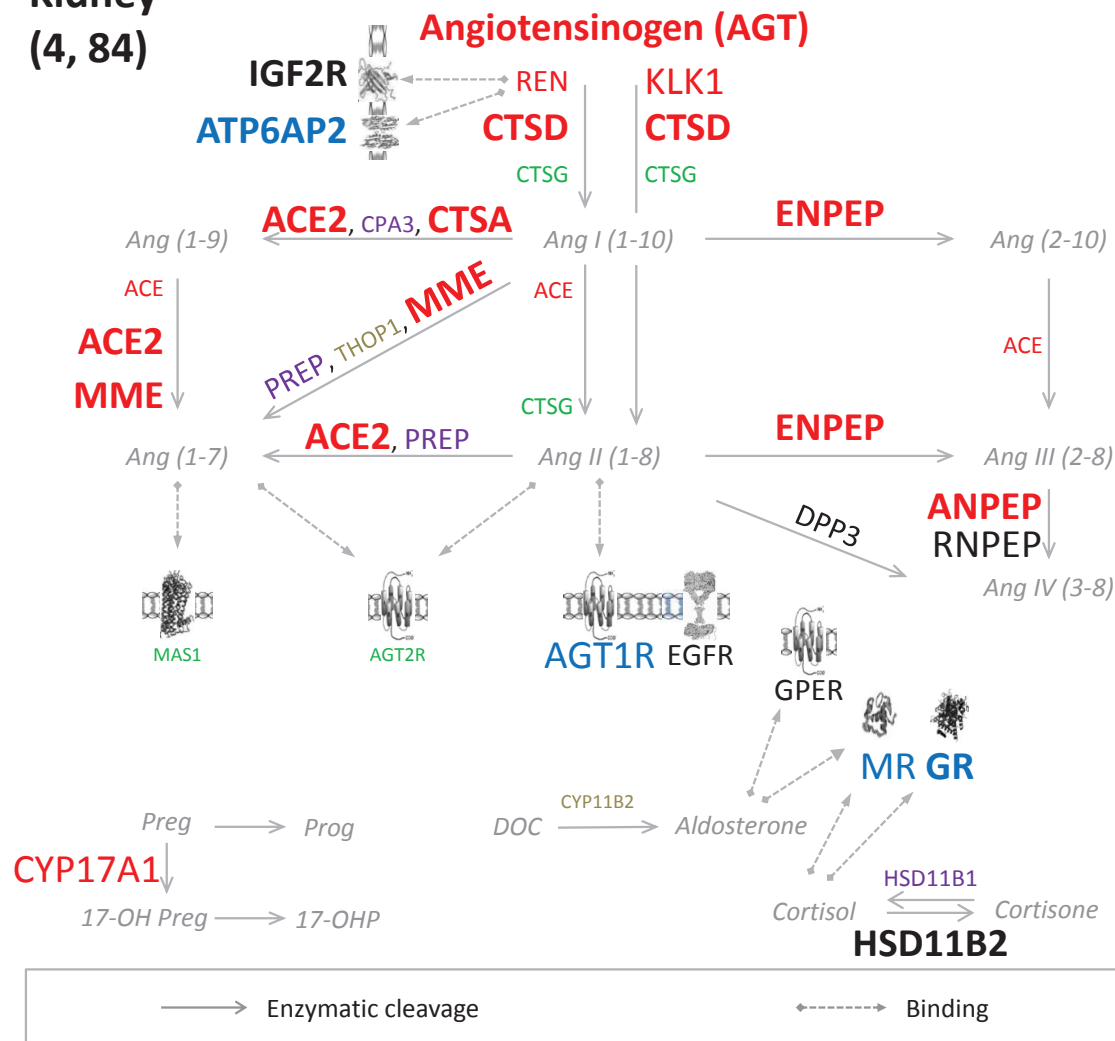 Kidney
(4, 84)
Angiotensinogen (AGT)
IGF2R
REN
KLK1
ATP6AP2
CTSD
CTSD
CTSG
CTSG
ACE2, CPA3, CTSA
ENPEP
Ang (1-9)
Ang I (1-10)
Ang (2-10)
ACE
ACE
PREP, THOP1, MME
ACE2
MME
ACE
CTSG
ACE2, PREP
ENPEP
Ang (1-7)
Ang II (1-8)
Ang III (2-8)
ANPEP
DPP3
RNPEP
Ang IV (3-8)
MAS1
AGT2R
AGT1R
EGFR
GPER
MR GR
Preg
Prog
DOC
CYP11B2
Aldosterone
CYP17A1
HSD11B1
17-OH Preg
17-OHP
Cortisol
Cortisone
HSD11B2
Enzymatic cleavage
Binding